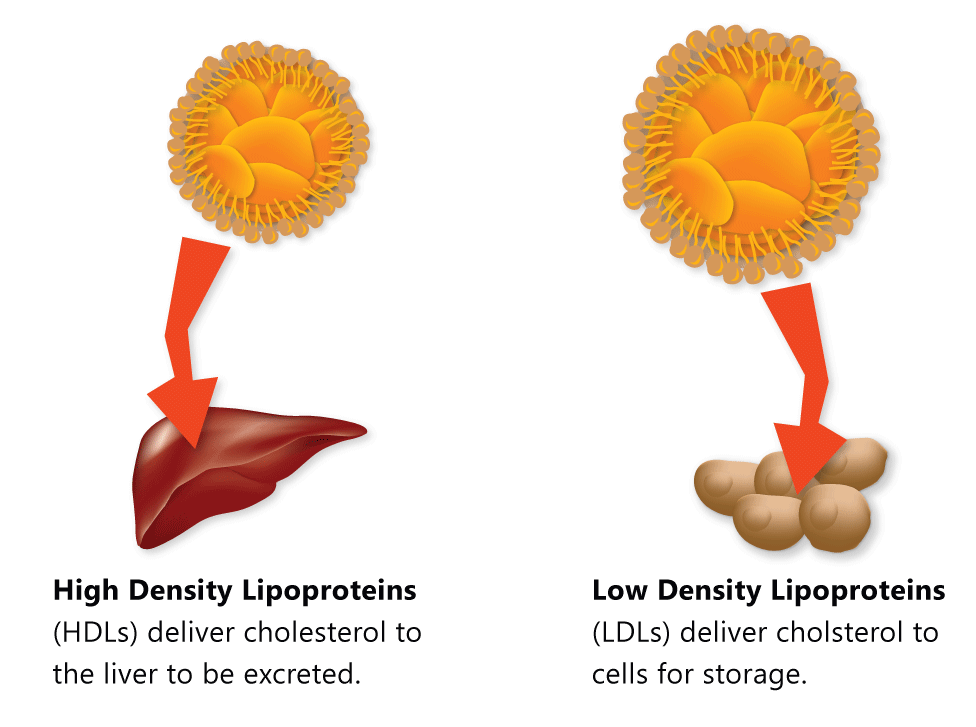 High Density Lipoproteins
(HDLs) deliver cholesterol to
the liver to be excreted.
Low Density Lipoproteins
(LDLs) deliver cholsterol to
cells for storage.